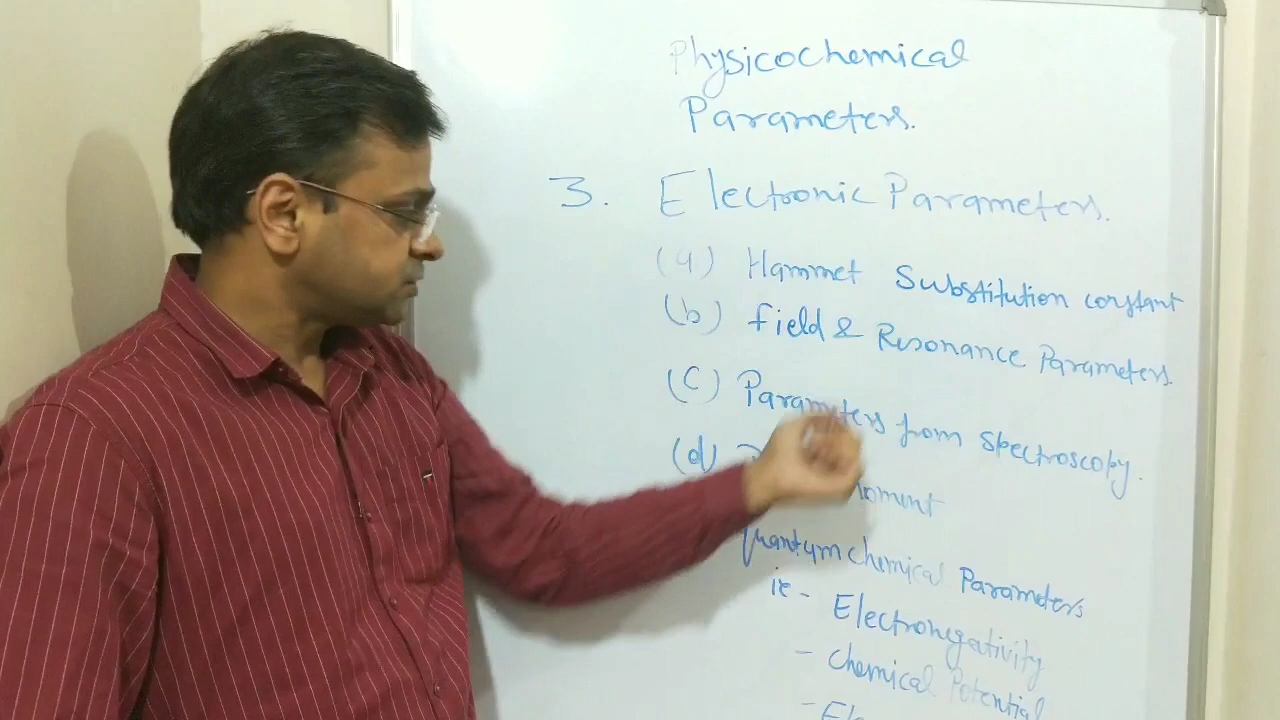 Physicochemical
Parameters.
3. Electronic Parameters.
(a) Hammet Substitution constant
(b) field & Resonance Parameters.
(C) Parameters from spectroscopy.
(d)
Quantum chemical Parameters
ie - Electronegativity
- Chemical Potential
-